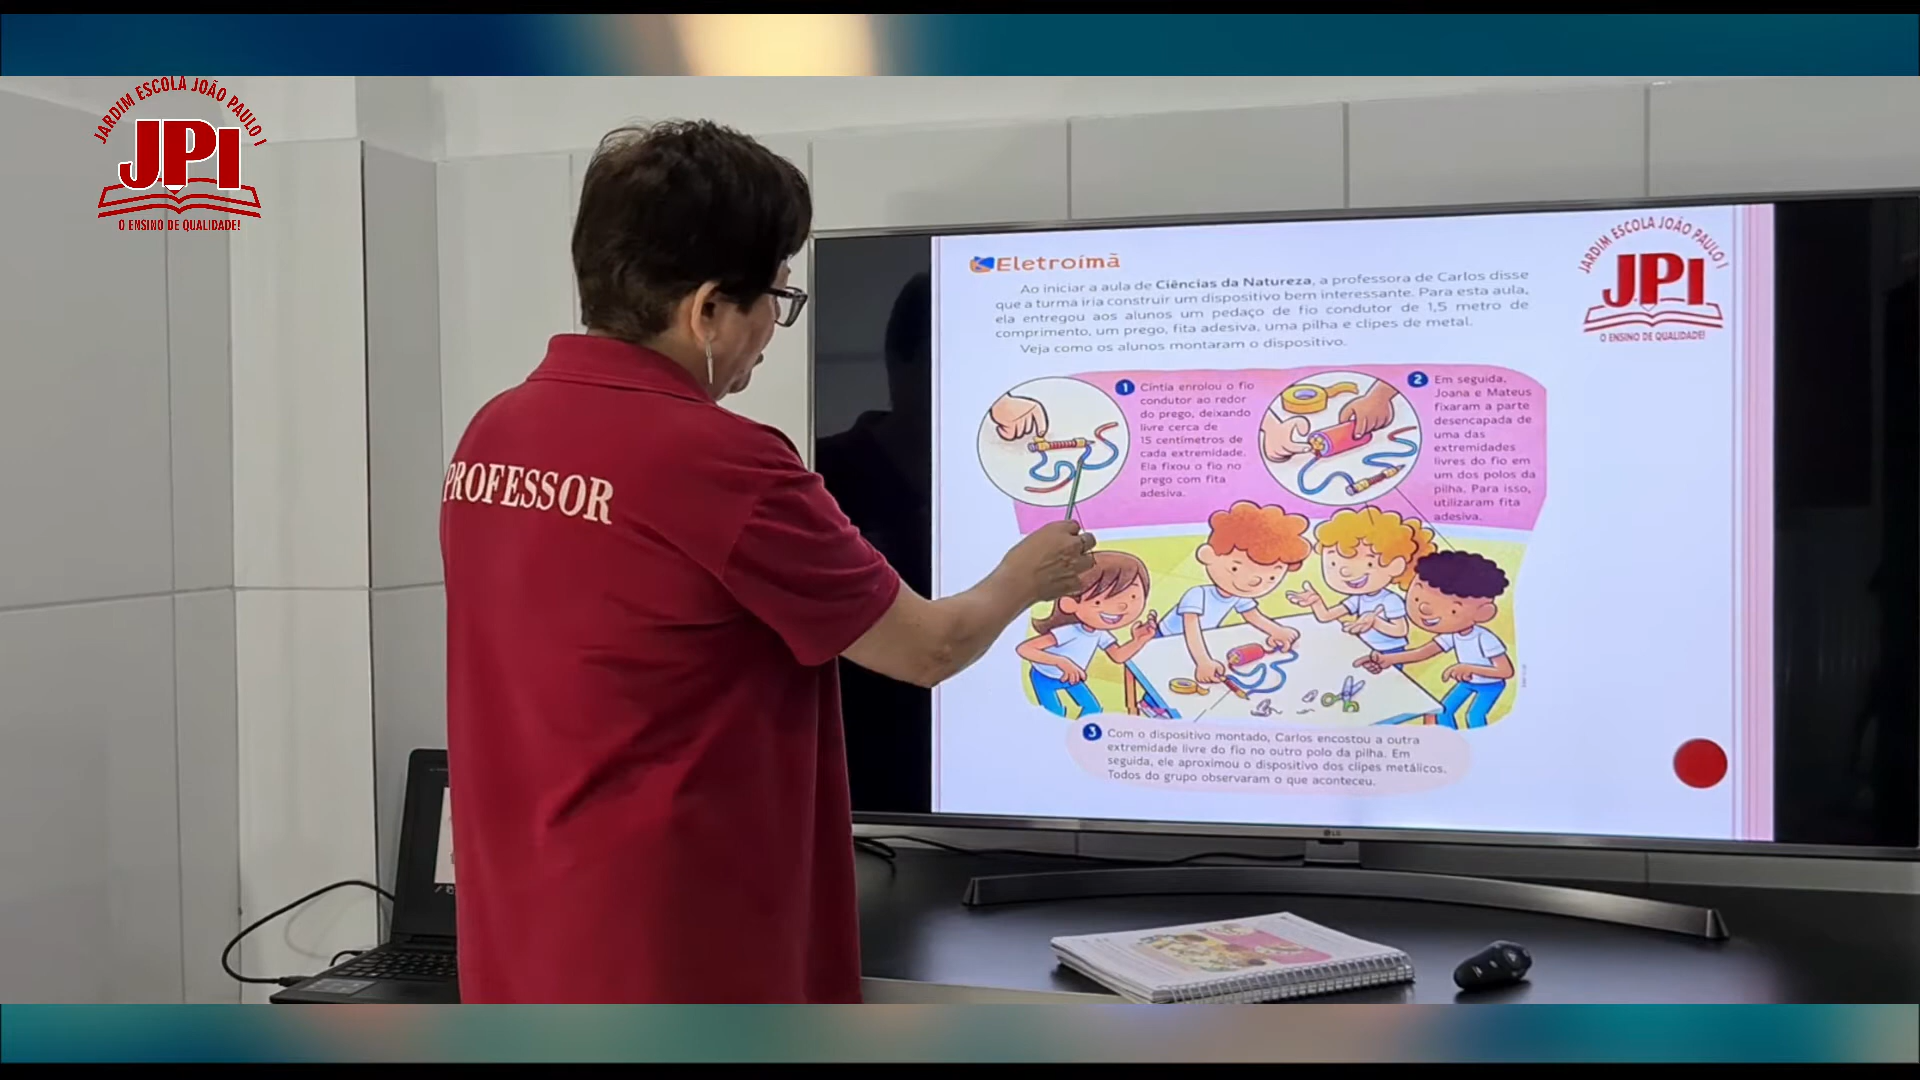 JARDIM ESCOLA JOÃO PAULO I
JPI
O ENSINO DE QUALIDADE!
PROFESSOR
Eletroímã
Ao iniciar a aula de Ciências da Natureza, a professora de Carlos disse
que a turma iria construir um dispositivo bem interessante. Para esta aula,
ela entregou aos alunos um pedaço de fio condutor de 1,5 metro de
comprimento, um prego, fita adesiva, uma pilha e clipes de metal.
Veja como os alunos montaram o dispositivo.
JARDIM ESCOLA JOÃO PAULO I
JPI
O ENSINO DE QUALIDADE!
1 Cíntia enrolou o fio
condutor ao redor
do prego, deixando
livre cerca de
15 centímetros de
cada extremidade.
Ela fixou o fio no
prego com fita
adesiva.
2 Em seguida,
Joana e Mateus
fixaram a parte
desencapada de
uma das
extremidades
livres do fio em
um dos polos da
pilha. Para isso,
utilizaram fita
adesiva.
3 Com o dispositivo montado, Carlos encostou a outra
extremidade livre do fio no outro polo da pilha. Em
seguida, ele aproximou o dispositivo dos clipes metálicos.
Todos do grupo observaram o que aconteceu.
LG